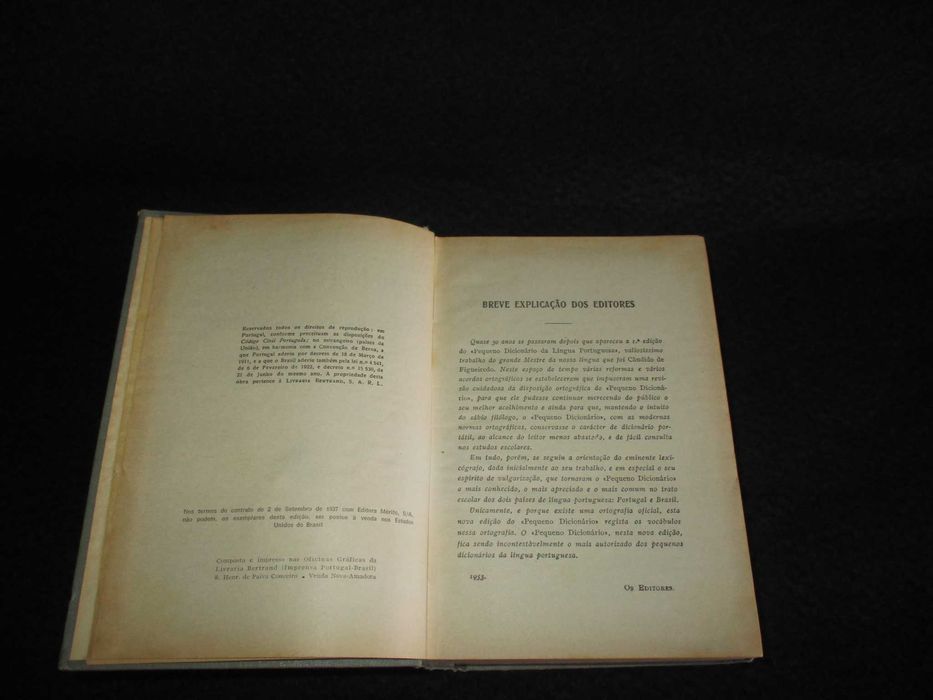 Reservados todos os direitos de reprodução: em
Portugal, conforme preceituam as disposições do
Código Civil Português; no estrangeiro (países da
União), em harmonia com a Convenção de Berna, a
que Portugal aderiu por decreto de 18 de Março de
1911, e a que o Brasil aderiu também pela lei n.º 4 541,
de 6 de Fevereiro de 1922, e decreto n.º 15 530, de
21 de junho do mesmo ano. A propriedade desta
obra pertence à LIVRARIA BERTRAND, S. A. R. L.
Nos termos do contrato de 2 de Setembro de 1937 com Editora Mérito, S/A,
não podem, os exemplares desta edição, ser postos à venda nos Estados
Unidos do Brasil
Composto e impresso nas Oficinas Gráficas da
Livraria Bertrand (Imprensa Portugal-Brasil)
R. Henr. de Paiva Couceiro • Venda Nova-Amadora
BREVE EXPLICAÇÃO DOS EDITORES
Quase 30 anos se passaram depois que apareceu a 1.ª edição
do «Pequeno Dicionário da Língua Portuguesa», valiosíssimo
trabalho do grande Mestre da nossa língua que foi Cândido de
Figueiredo. Neste espaço de tempo várias reformas e vários
acordos ortográficos se estabeleceram que impuseram uma revi-
são cuidadosa da disposição ortográfica do «Pequeno Dicioná-
rio», para que ele pudesse continuar merecendo do público o
seu melhor acolhimento e ainda para que, mantendo o intuito
do sábio filólogo, o «Pequeno Dicionário», com as modernas
normas ortográficas, conservasse o carácter de dicionário por-
tátil, ao alcance do leitor menos abastado, e de fácil consulta
nos estudos escolares.
Em tudo, porém, se seguiu a orientação do eminente lexi-
cógrafo, dada inicialmente ao seu trabalho, e em especial o seu
espírito de vulgarização, que tornaram o «Pequeno Dicionário»
o mais conhecido, o mais apreciado e o mais comum no trato
escolar dos dois países de língua portuguesa: Portugal e Brasil.
Unicamente, e porque existe uma ortografia oficial, esta
nova edição do «Pequeno Dicionário» regista os vocábulos
nessa ortografia. O «Pequeno Dicionário», nesta nova edição,
fica sendo incontestàvelmente o mais autorizado dos pequenos
dicionários da língua portuguesa.
1953.
OS EDITORES.